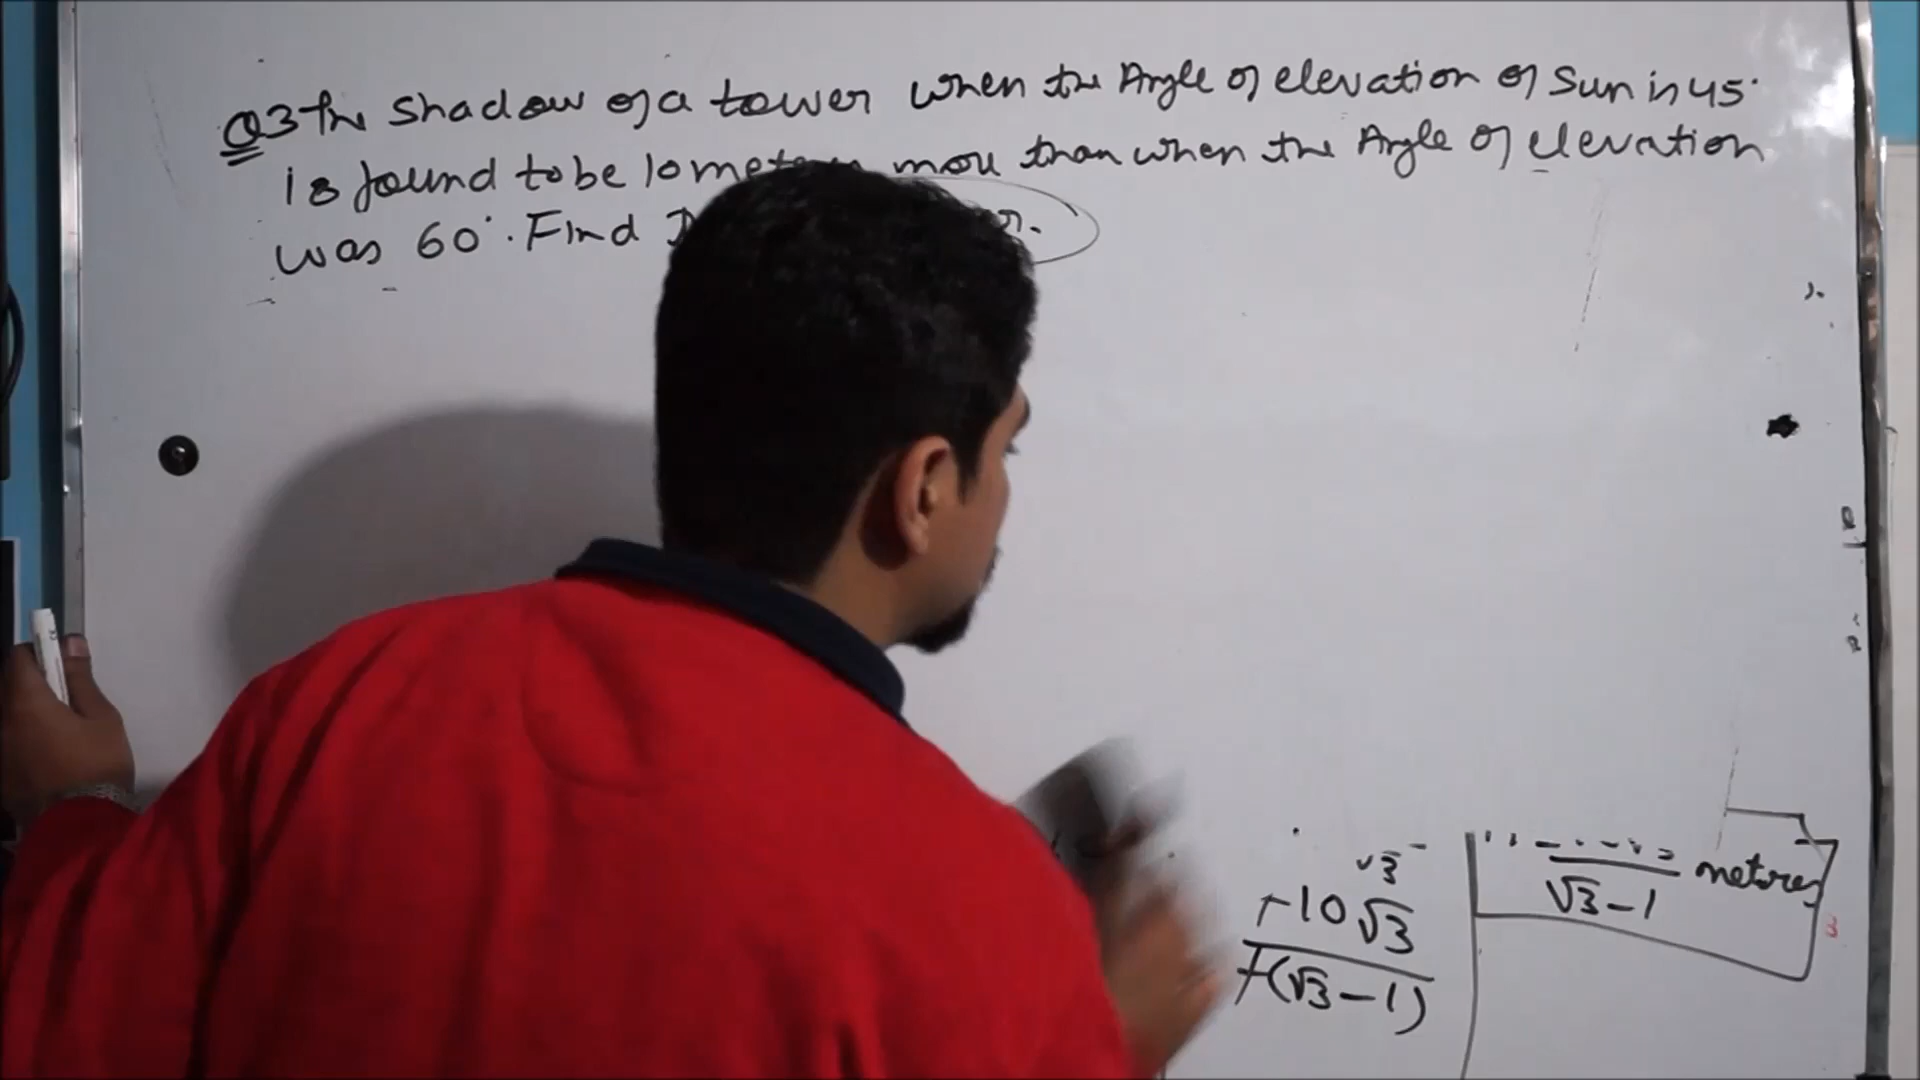 Q3 The Shadow of a tower when the Angle of elevation of Sun is 45°
is found to be 10 meters more than when the Angle of elevation
was 60°. Find
√3
-10√3
-(√3-1)
√3-1 metres